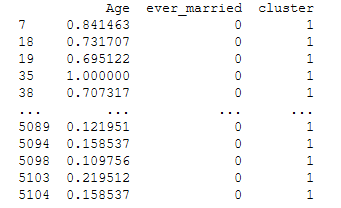 Age ever_married cluster
7 0.841463 0 1
18 0.731707 0 1
19 0.695122 0 1
35 1.000000 0 1
38 0.707317 0 1
... ... ... ...
5089 0.121951 0 1
5094 0.158537 0 1
5098 0.109756 0 1
5103 0.219512 0 1
5104 0.158537 0 1